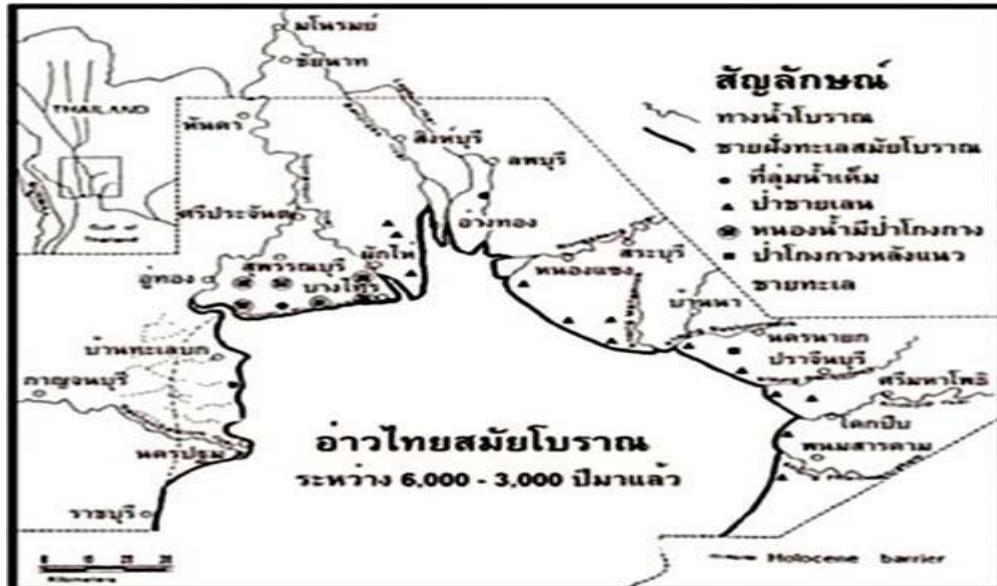 มโนรมย์
ชัยนาท
THAILAND
หันคา
สิงห์บุรี
ลพบุรี
ศรีประจันต
อ่างทอง
ผักไห่
สุพรรณบุรี
อู่ทอง
บางไทร
สระบุรี
หนองแซง
บ้านนา
นครนายก
ปราจีนบุรี
ศรีมหาโพธิ
โคกปีบ
พนมสารคาม
บ้านทะเลบก
กาญจนบุรี
นครปฐม
ราชบุรี
สัญลักษณ์
ทางน้ำโบราณ
ชายฝั่งทะเลสมัยโบราณ
ที่ลุ่มน้ำเค็ม
ป่าชายเลน
หนองน้ำมีป่าโกงกาง
ป่าโกงกางหลังแนว
ชายทะเล
อ่าวไทยสมัยโบราณ
ระหว่าง 6,000 - 3,000 ปีมาแล้ว
Holocene barrier
Kilometers